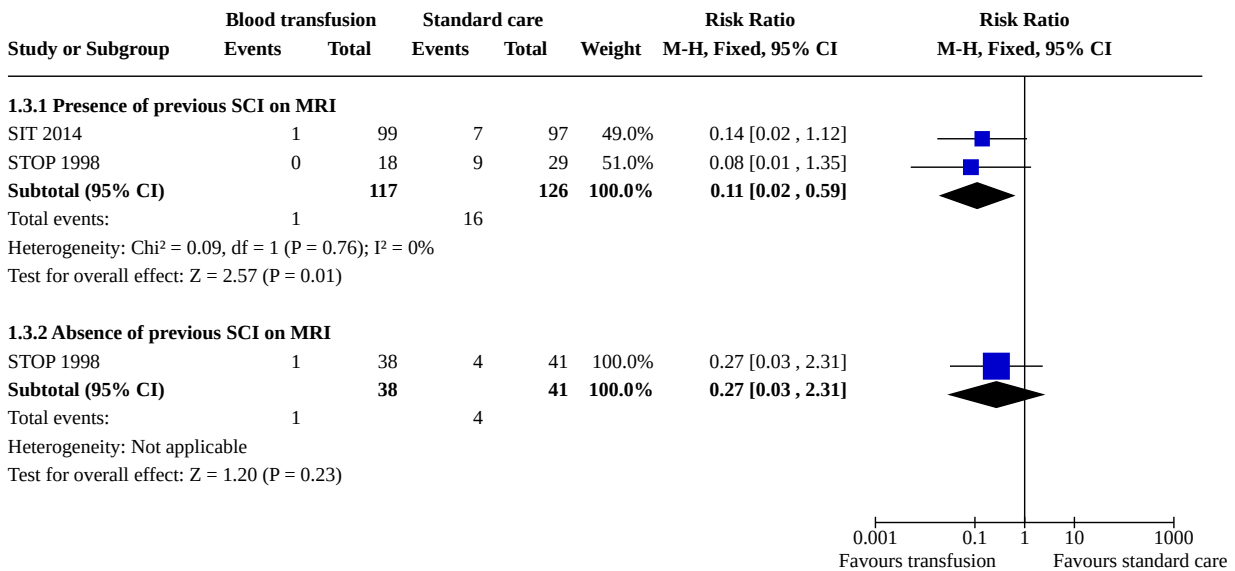 Blood transfusion Standard care Risk Ratio Risk Ratio
Study or Subgroup Events Total Events Total Weight M-H, Fixed, 95% CI M-H, Fixed, 95% CI
1.3.1 Presence of previous SCI on MRI
SIT 2014 1 99 7 97 49.0% 0.14 [0.02 , 1.12]
STOP 1998 0 18 9 29 51.0% 0.08 [0.01 , 1.35]
Subtotal (95% CI) 117 126 100.0% 0.11 [0.02 , 0.59]
Total events: 1 16
Heterogeneity: Chi² = 0.09, df = 1 (P = 0.76); I² = 0%
Test for overall effect: Z = 2.57 (P = 0.01)
1.3.2 Absence of previous SCI on MRI
STOP 1998 1 38 4 41 100.0% 0.27 [0.03 , 2.31]
Subtotal (95% CI) 38 41 100.0% 0.27 [0.03 , 2.31]
Total events: 1 4
Heterogeneity: Not applicable
Test for overall effect: Z = 1.20 (P = 0.23)
0.001 0.1 1 10 1000
Favours transfusion Favours standard care